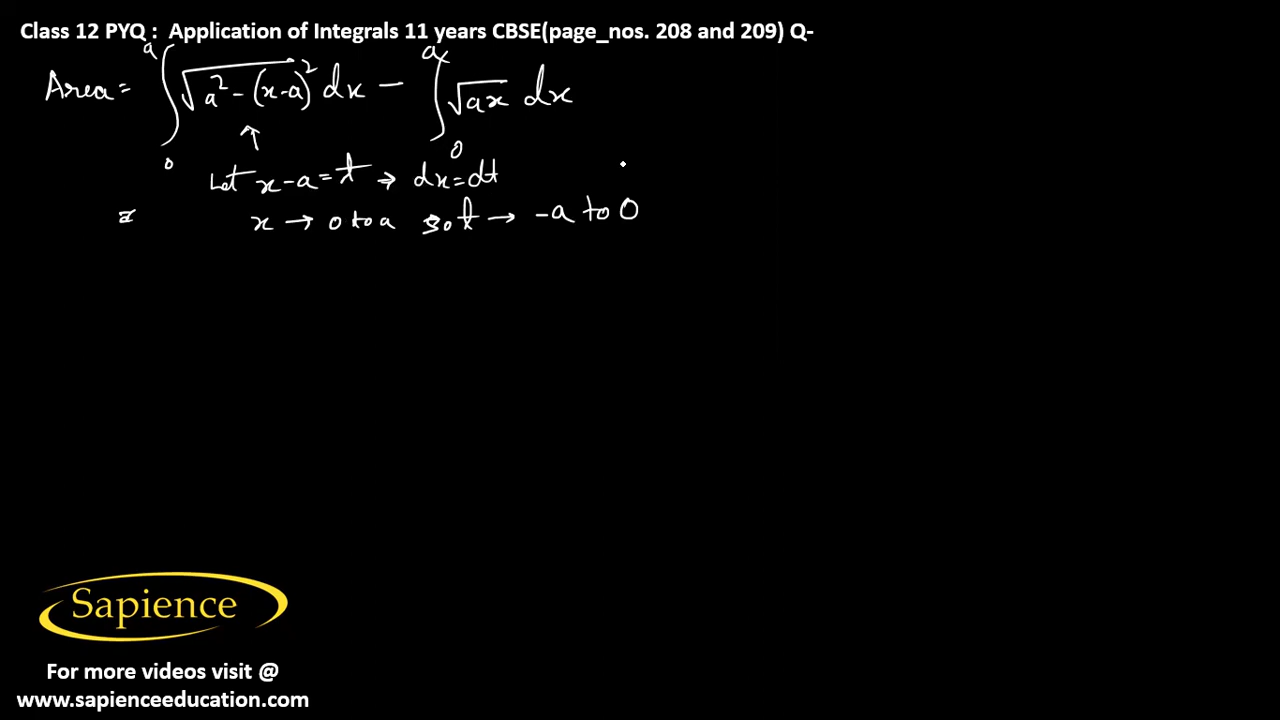 Class 12 PYQ : Application of Integrals 11 years CBSE(page_nos. 208 and 209) Q-
Area = ∫₀ᵃ √(a² - (x-a)²) dx - ∫₀ᵃ √ax dx
↑
Let x-a = t ⇒ dx = dt
= x → 0 to a so t → -a to 0
Sapience
For more videos visit @
www.sapienceeducation.com